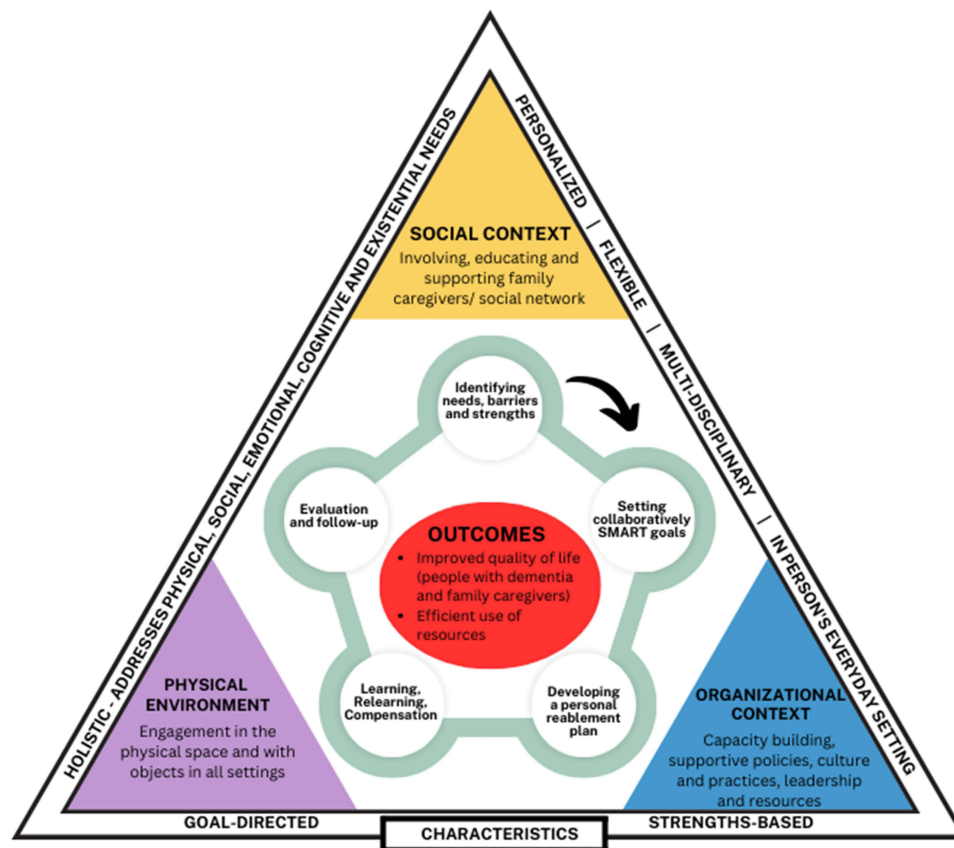 HOLISTIC - ADDRESSES PHYSICAL, SOCIAL, EMOTIONAL, COGNITIVE AND EXISTENTIAL NEEDS
PERSONALIZED | FLEXIBLE | MULTI-DISCIPLINARY | IN PERSON'S EVERYDAY SETTING
SOCIAL CONTEXT
Involving, educating and
supporting family
caregivers/ social network
Identifying
needs, barriers
and strengths
Setting
collaboratively
SMART goals
Developing
a personal
reablement
plan
Learning,
Relearning,
Compensation
Evaluation
and follow-up
OUTCOMES
• Improved quality of life
(people with dementia
and family caregivers)
• Efficient use of
resources
PHYSICAL
ENVIRONMENT
Engagement in the
physical space and with
objects in all settings
ORGANIZATIONAL
CONTEXT
Capacity building,
supportive policies, culture
and practices, leadership
and resources
GOAL-DIRECTED
CHARACTERISTICS
STRENGTHS-BASED